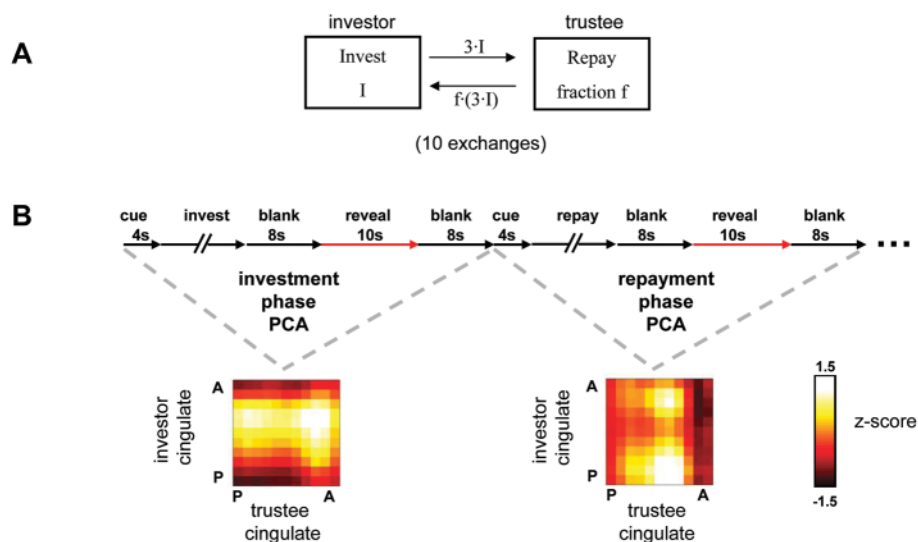 A
investor
trustee
Invest
I
3·I
f·(3·I)
Repay
fraction f
(10 exchanges)
B
cue invest blank reveal blank cue repay blank reveal blank
4s 8s 10s 8s 4s 8s 10s 8s
investment
phase
PCA
repayment
phase
PCA
A
investor
cingulate
P
P A
trustee
cingulate
A
investor
cingulate
P
P A
trustee
cingulate
1.5
z-score
-1.5